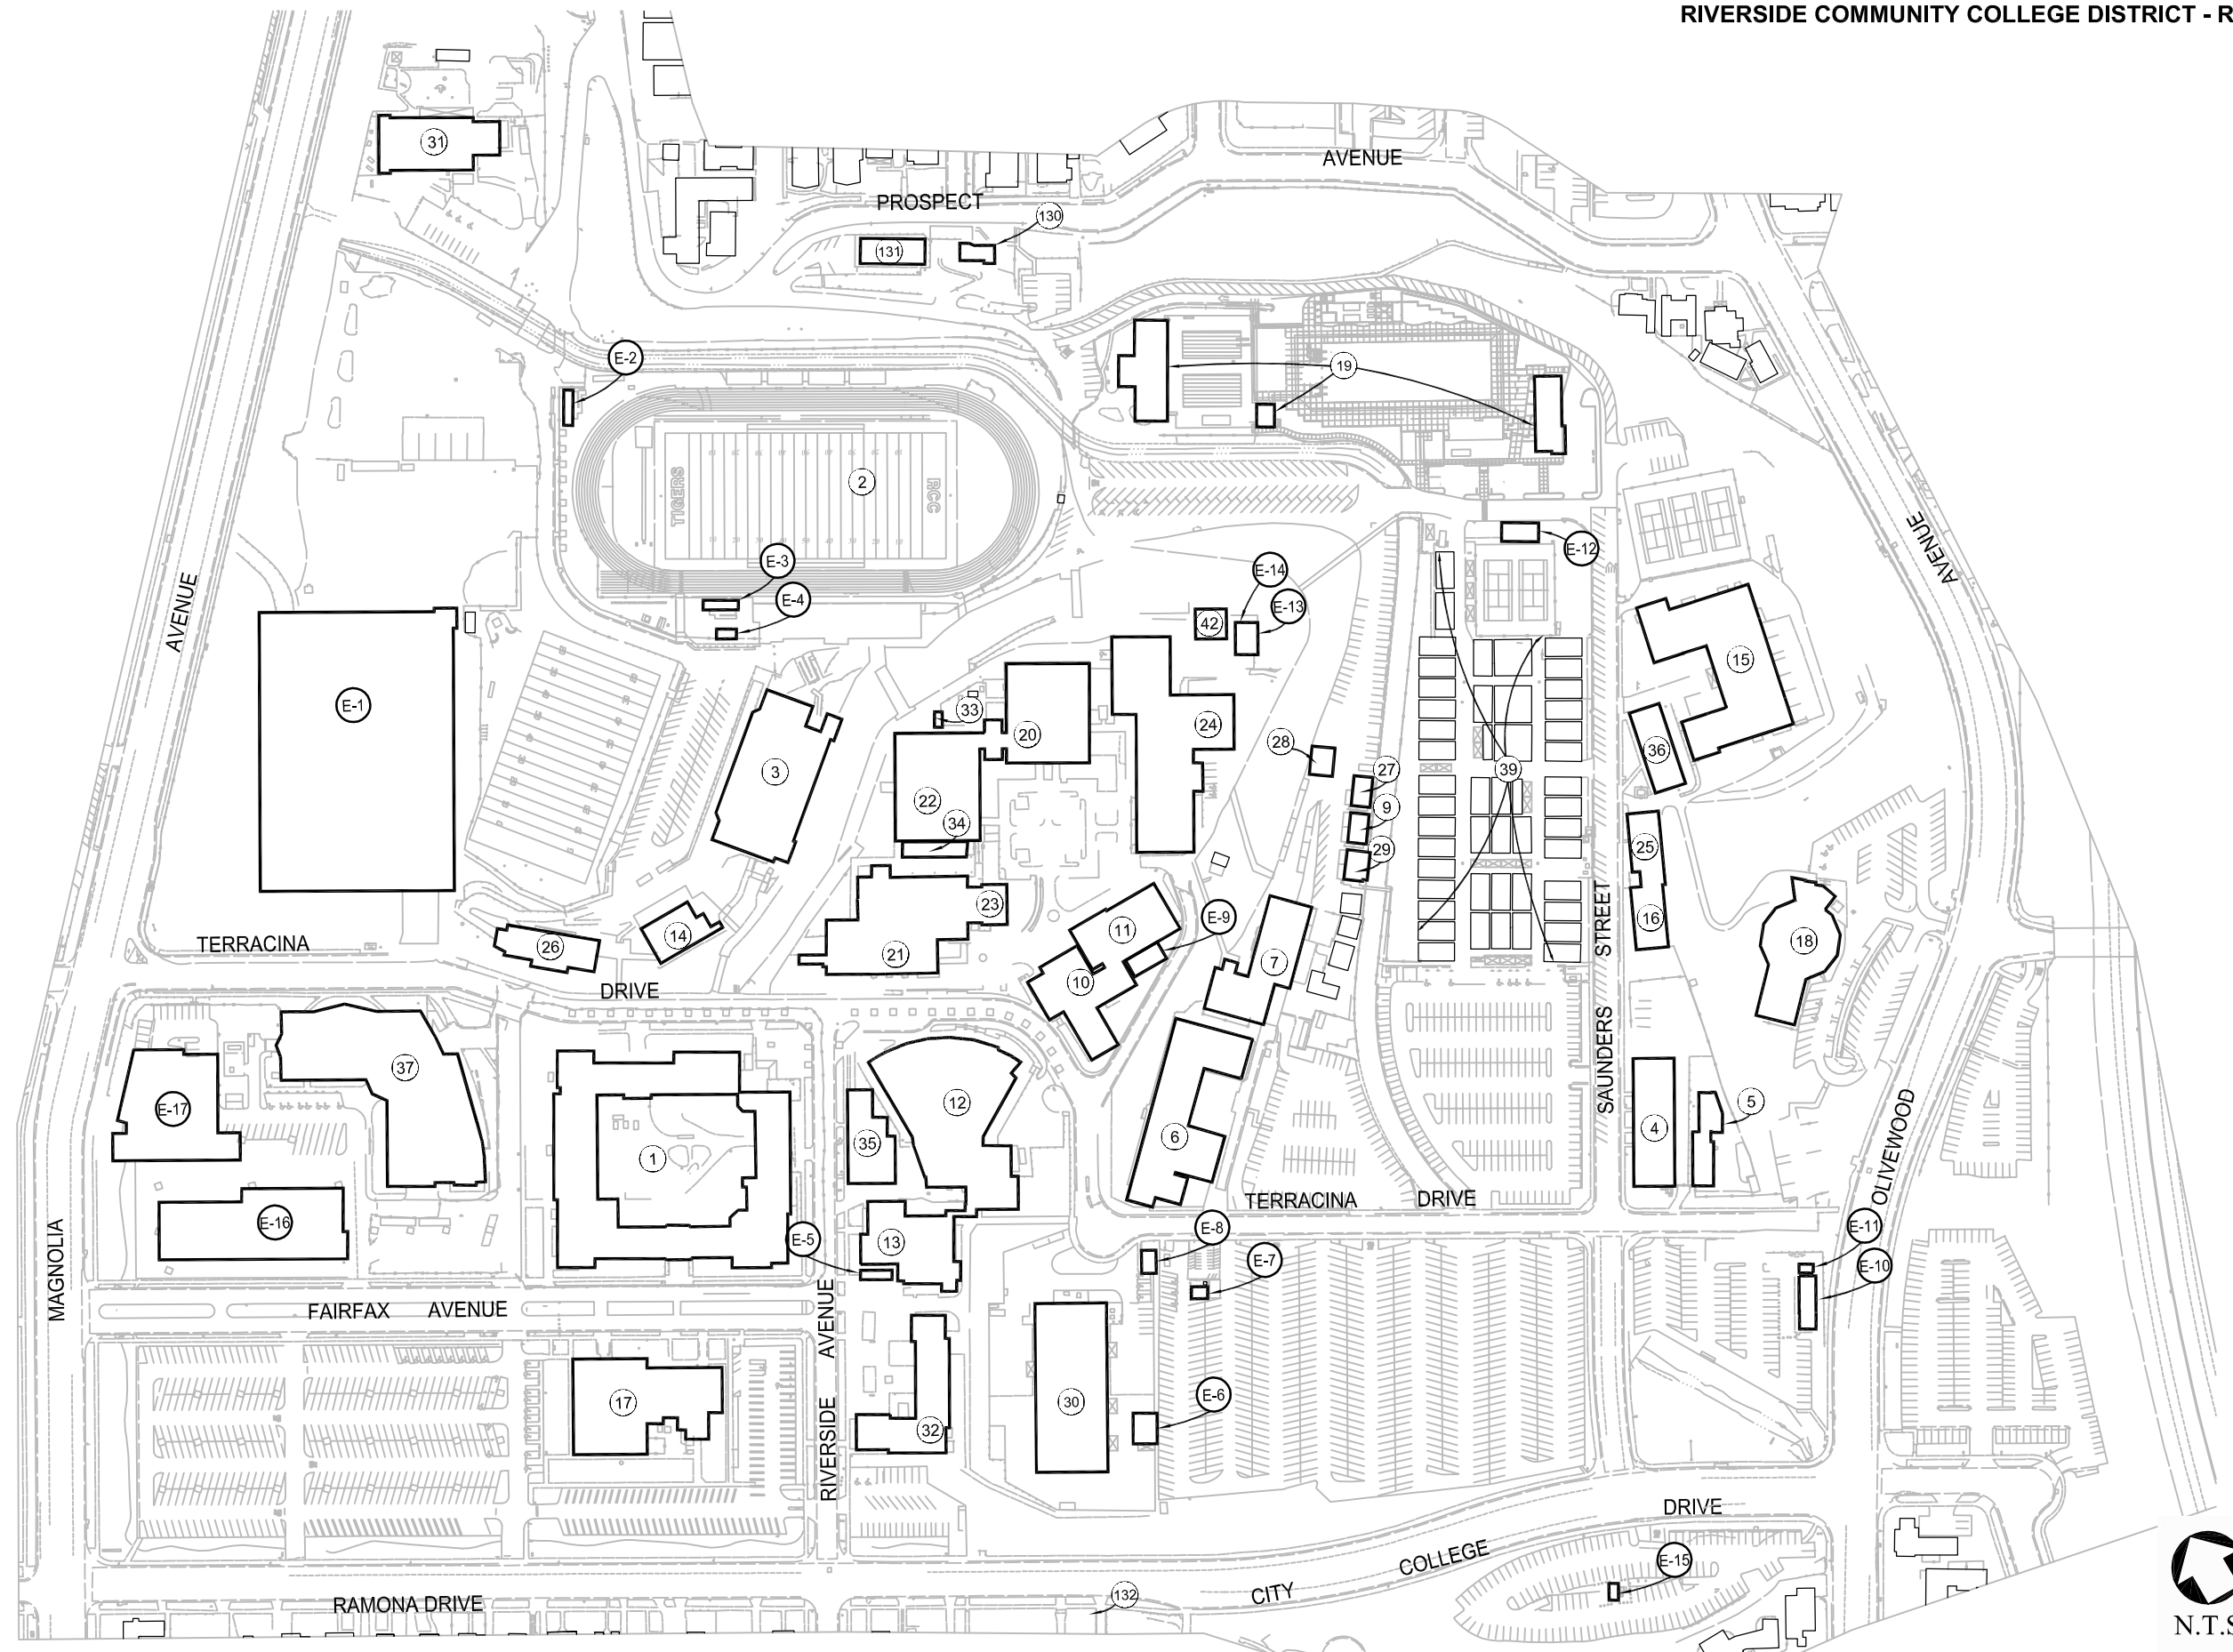 RIVERSIDE COMMUNITY COLLEGE DISTRICT - R
31
AVENUE
PROSPECT
130
131
E-2
19
2
TIGERS
RCC
AVENUE
E-12
E-3
E-14
E-4
E-13
42
AVENUE
15
E-1
33
24
20
28
36
3
27
39
22
9
34
29
25
23
E-9
STREET
16
11
18
TERRACINA
26
14
21
7
10
DRIVE
SAUNDERS
37
12
E-17
5
4
6
35
1
OLIVEWOOD
TERRACINA DRIVE
E-16
E-8
E-11
E-5
13
E-7
E-10
MAGNOLIA
FAIRFAX AVENUE
AVENUE
E-6
17
30
32
RIVERSIDE
DRIVE
COLLEGE
E-15
CITY
132
RAMONA DRIVE
N.T.S